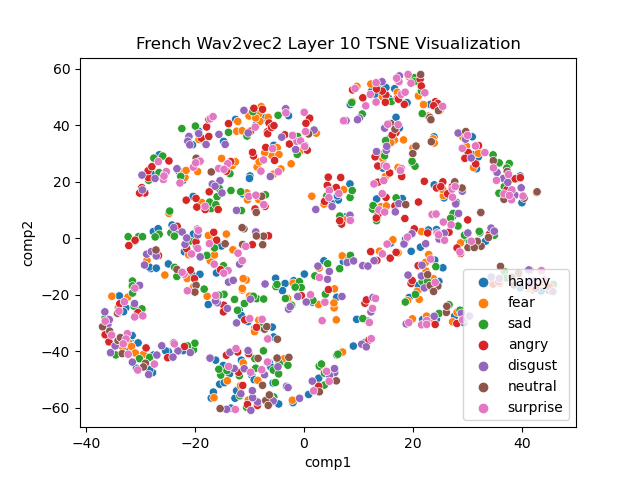 French Wav2vec2 Layer 10 TSNE Visualization
60
40
20
0
−20
−40
−60
comp2
−40
−20
0
20
40
comp1
happy
fear
sad
angry
disgust
neutral
surprise